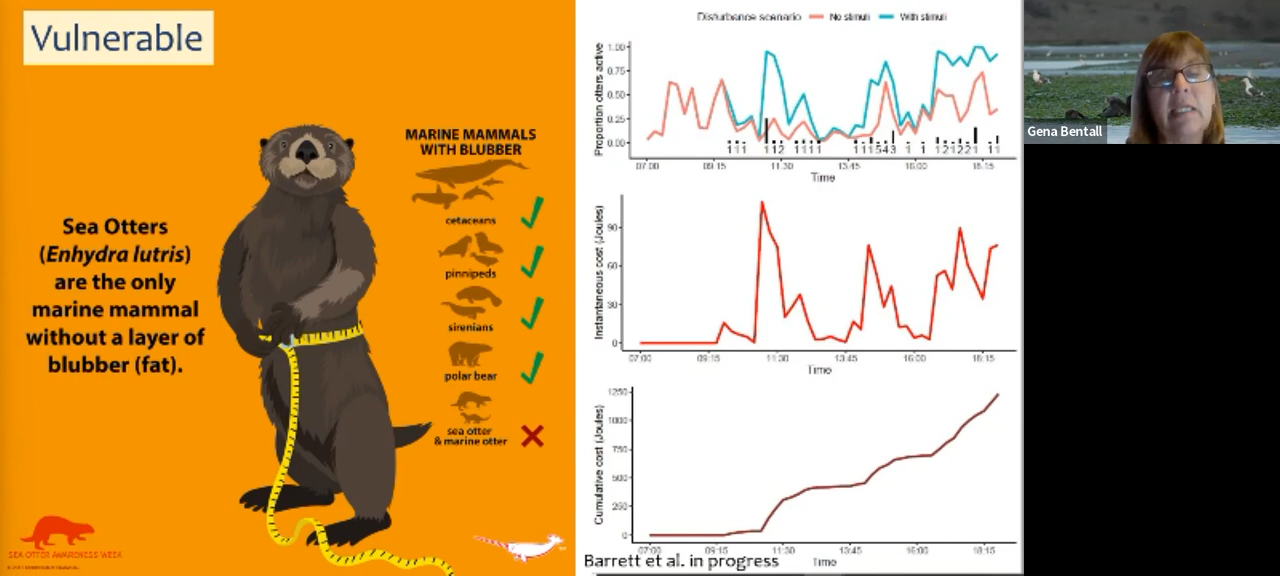 Vulnerable
Sea Otters
(Enhydra lutris)
are the only
marine mammal
without a layer of
blubber (fat).
MARINE MAMMALS
WITH BLUBBER
cetaceans
pinnipeds
sirenians
polar bear
sea otter
& marine otter
SEA OTTER AWARENESS WEEK
Disturbance scenario No stimuli With stimuli
Proportion otters active
1.00
0.75
0.50
0.25
0.00
07:00 09:15 11:30 13:45 16:00 18:15
Time
Instantaneous cost (Joules)
90
60
30
0
07:00 09:15 11:30 13:45 16:00 18:15
Time
Cumulative cost (Joules)
1250
1000
750
500
250
0
07:00 09:15 11:30 13:45 16:00 18:15
Time
Barrett et al. in progress
Gena Bentall